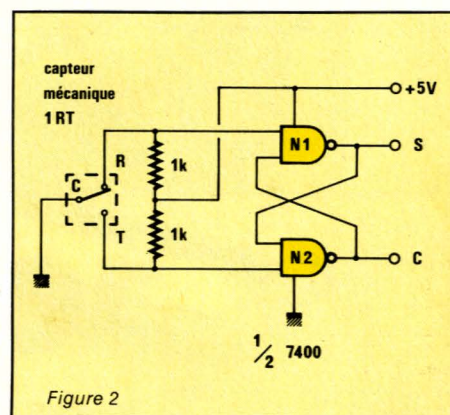 capteur
mécanique
1 RT
+5V
R
N1
S
1k
C
1k
T
N2
C
1/2 7400
Figure 2